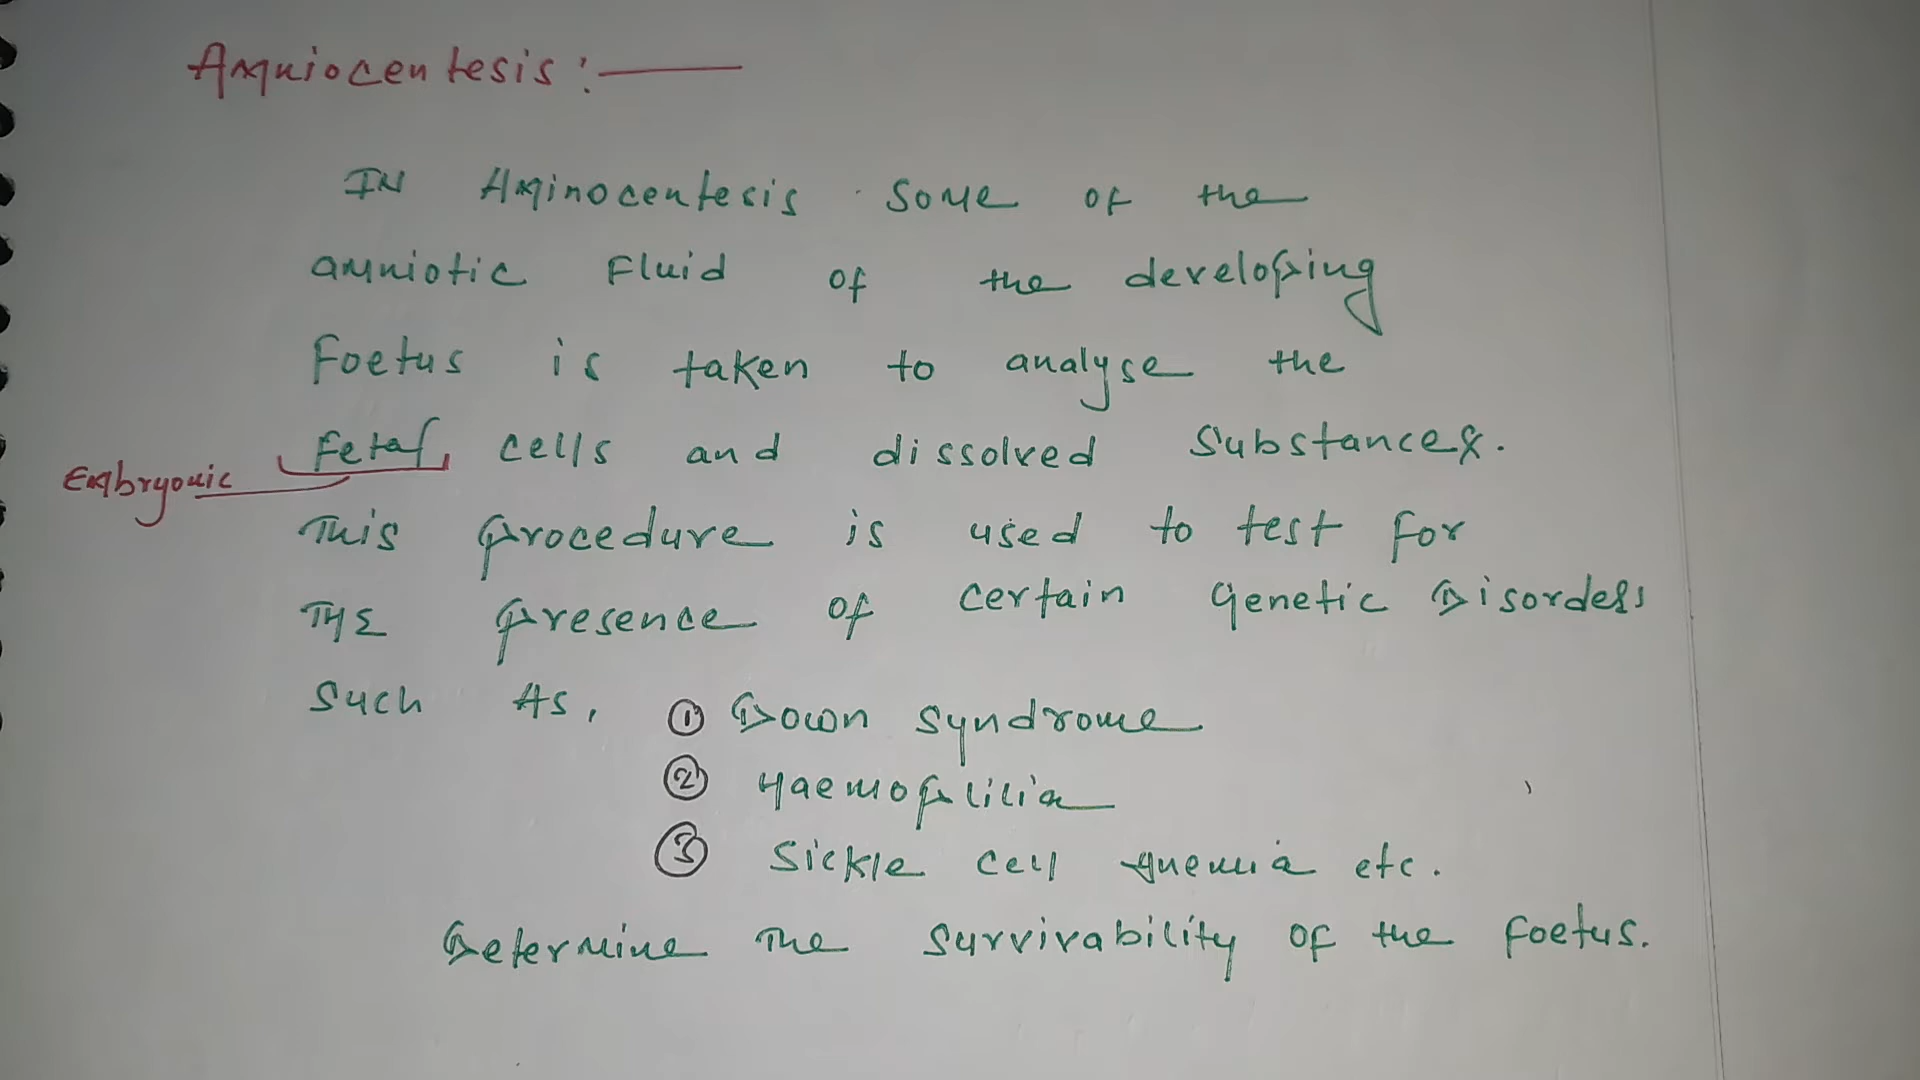 Amniocentesis :-
IN Aminocentesis some of the
amniotic Fluid of the developing
Foetus is taken to analyse the
Fetal cells and dissolved Substances.
Embryonic
This procedure is used to test for
THE presence of certain genetic Disorders
Such As, ① Down syndrome
② Haemophilia
③ Sickle cell Anemia etc.
Determine The survivability of the foetus.